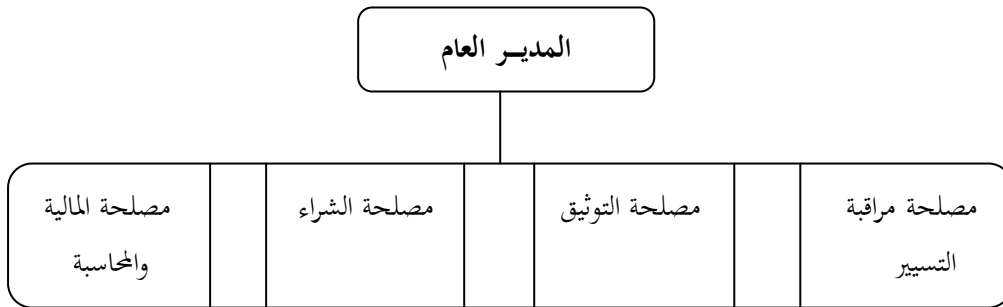 المديـر العام
مصلحة مراقبة
التسيير
مصلحة التوثيق
مصلحة الشراء
مصلحة المالية
والمحاسبة